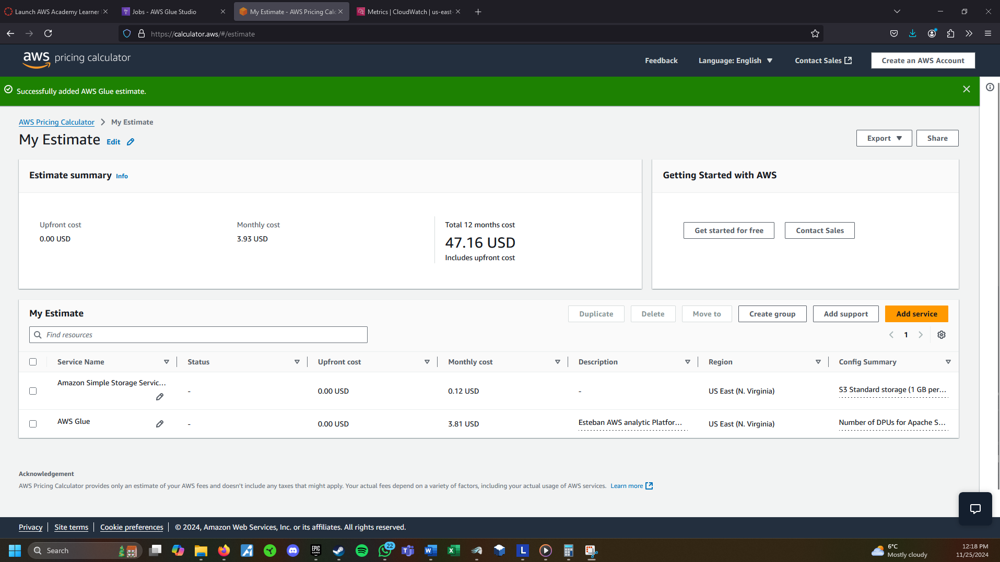 Launch AWS Academy Learner
Jobs - AWS Glue Studio
My Estimate - AWS Pricing Calc
Metrics | CloudWatch | us-east-
https://calculator.aws/#/estimate
aws pricing calculator
Feedback
Language: English
Contact Sales
Create an AWS Account
Successfully added AWS Glue estimate.
AWS Pricing Calculator
My Estimate
My Estimate
Edit
Export
Share
Estimate summary
Info
Getting Started with AWS
Upfront cost
0.00 USD
Monthly cost
3.93 USD
Total 12 months cost
47.16 USD
Includes upfront cost
Get started for free
Contact Sales
My Estimate
Duplicate
Delete
Move to
Create group
Add support
Add service
Find resources
1
Service Name
Status
Upfront cost
Monthly cost
Description
Region
Config Summary
Amazon Simple Storage Servic...
-
0.00 USD
0.12 USD
-
US East (N. Virginia)
S3 Standard storage (1 GB per...
AWS Glue
-
0.00 USD
3.81 USD
Esteban AWS analytic Platfor...
US East (N. Virginia)
Number of DPUs for Apache S...
Acknowledgement
AWS Pricing Calculator provides only an estimate of your AWS fees and doesn't include any taxes that might apply. Your actual fees depend on a variety of factors, including your actual usage of AWS services. Learn more
Privacy
Site terms
Cookie preferences
© 2024, Amazon Web Services, Inc. or its affiliates. All rights reserved.
Search
EPIC
GAMES
22
L
6°C
Mostly cloudy
12:18 PM
11/25/2024